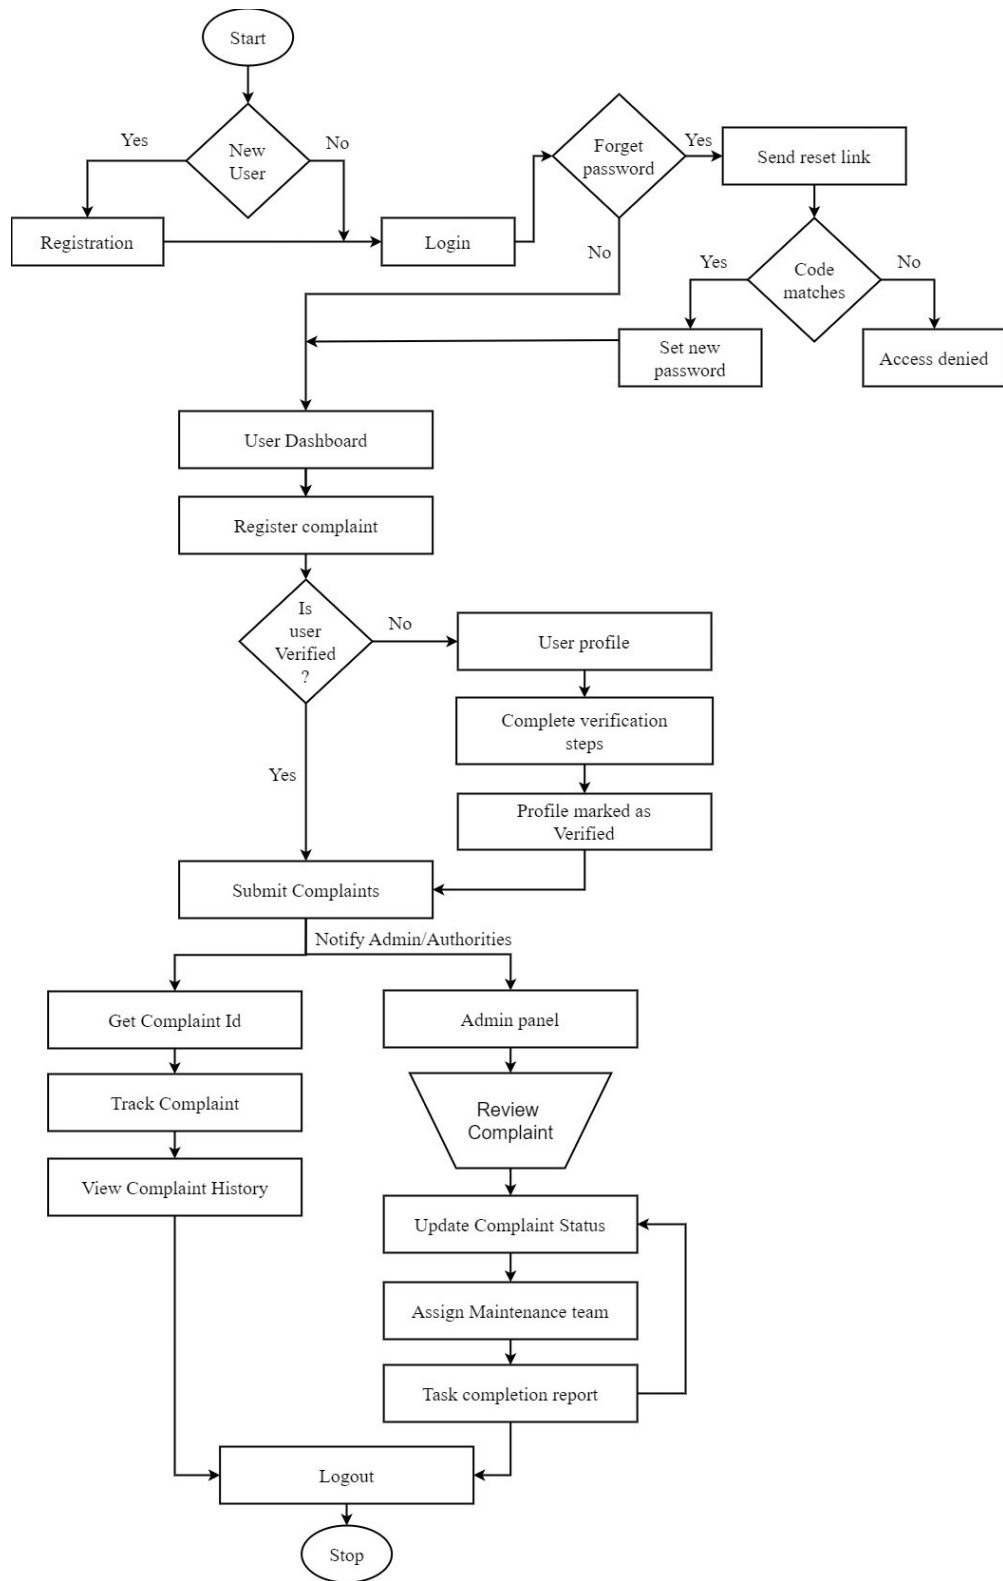 Start
Yes
New
User
No
Registration
Login
Forget
password
Yes
Send reset link
No
Yes
Code
matches
No
Set new
password
Access denied
User Dashboard
Register complaint
Is
user
Verified
?
No
User profile
Complete verification
steps
Profile marked as
Verified
Yes
Submit Complaints
Notify Admin/Authorities
Get Complaint Id
Track Complaint
View Complaint History
Admin panel
Review
Complaint
Update Complaint Status
Assign Maintenance team
Task completion report
Logout
Stop